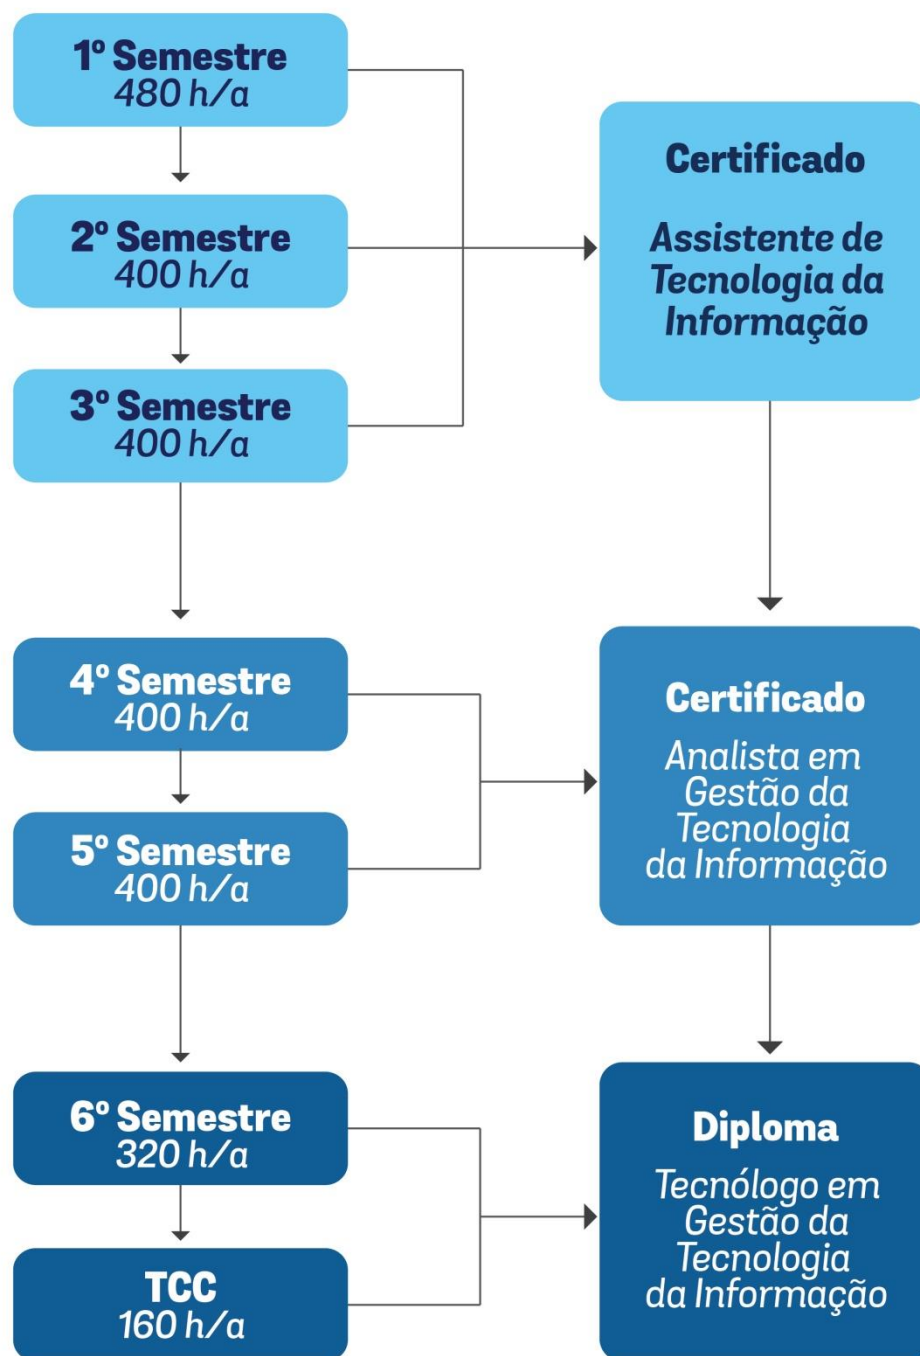 1º Semestre
480 h/a
2º Semestre
400 h/a
3º Semestre
400 h/a
Certificado
Assistente de
Tecnologia da
Informação
4º Semestre
400 h/a
5º Semestre
400 h/a
Certificado
Analista em
Gestão da
Tecnologia
da Informação
6º Semestre
320 h/a
TCC
160 h/a
Diploma
Tecnólogo em
Gestão da
Tecnologia
da Informação